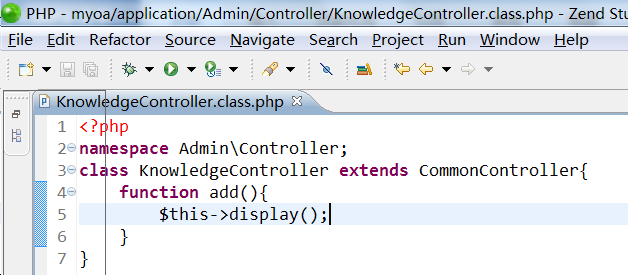 PHP - myoa/application/Admin/Controller/KnowledgeController.class.php - Zend Stu
File Edit Refactor Source Navigate Search Project Run Window Help
KnowledgeController.class.php
1 <?php
2 namespace Admin\Controller;
3 class KnowledgeController extends CommonController{
4     function add(){
5         $this->display();
6     }
7 }